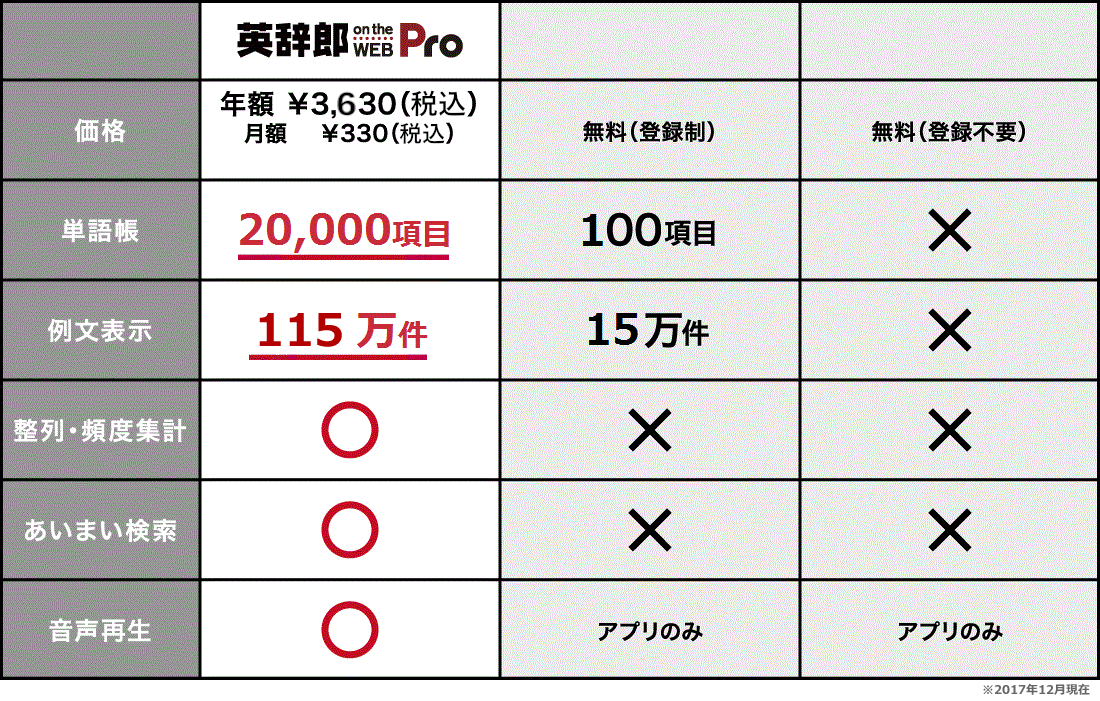 英辞郎 on the WEB Pro
価格
年額 ¥3,630(税込)
月額 ¥330(税込)
無料(登録制)
無料(登録不要)
単語帳
20,000項目
100項目
×
例文表示
115万件
15万件
×
整列・頻度集計
○
×
×
あいまい検索
○
×
×
音声再生
○
アプリのみ
アプリのみ
※2017年12月現在